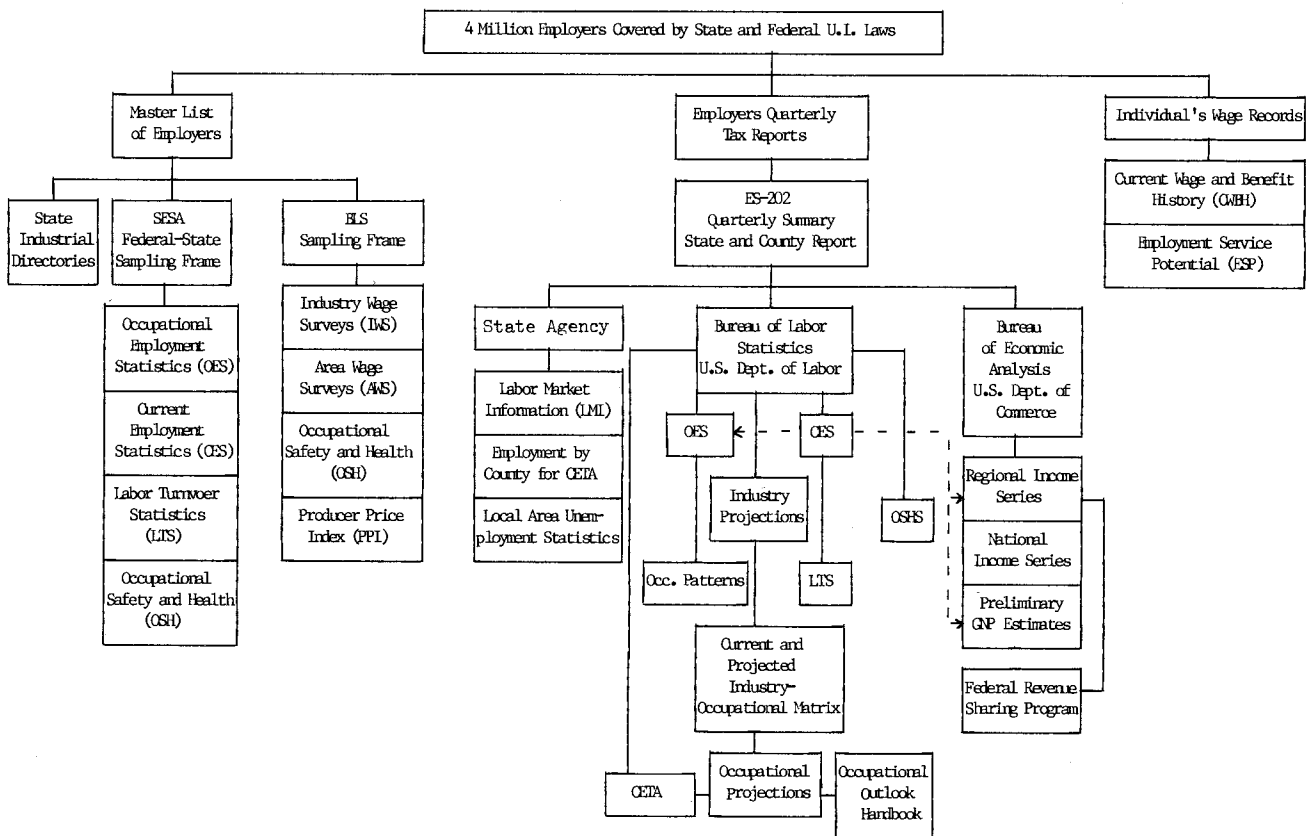 4 Million Employers Covered by State and Federal U.I. Laws
Master List
of Employers
Employers Quarterly
Tax Reports
Individual's Wage Records
State
Industrial
Directories
SESA
Federal-State
Sampling Frame
BLS
Sampling Frame
ES-202
Quarterly Summary
State and County Report
Current Wage and Benefit
History (CWBH)
Employment Service
Potential (ESP)
Occupational
Employment
Statistics (OES)
Current
Employment
Statistics (CES)
Labor Turnvoer
Statistics
(LTS)
Occupational
Safety and Health
(OSH)
Industry Wage
Surveys (IWS)
Area Wage
Surveys (AWS)
Occupational
Safety and Health
(OSH)
Producer Price
Index (PPI)
State Agency
Labor Market
Information (LMI)
Employment by
County for CETA
Local Area Unem-
ployment Statistics
Bureau of Labor
Statistics
U.S. Dept. of Labor
OES
CES
Industry
Projections
OSHS
Occ. Patterns
LTS
Current and
Projected
Industry-
Occupational Matrix
CETA
Occupational
Projections
Occupational
Outlook
Handbook
Bureau
of Economic
Analysis
U.S. Dept. of
Commerce
Regional Income
Series
National
Income Series
Preliminary
GNP Estimates
Federal Revenue
Sharing Program